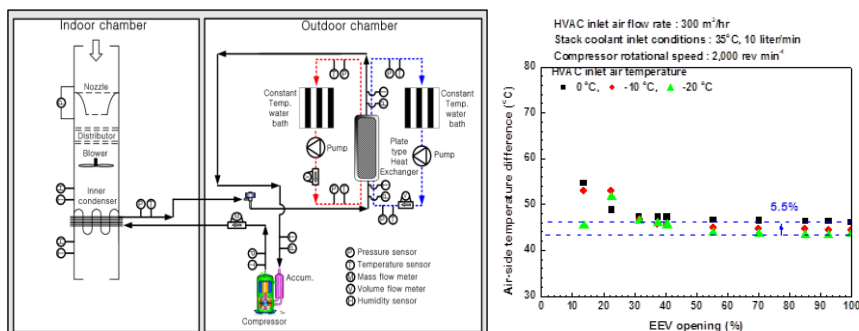 Indoor chamber
Outdoor chamber
Nozzle
Distributor
Blower
Inner
condenser
Constant
Temp.
water
bath
Pump
Plate
type
Heat
Exchanger
Constant
Temp.
water
bath
Pump
Accum.
Compressor
P Pressure sensor
T Temperature sensor
M Mass flow meter
V Volume flow meter
H Humidity sensor
HVAC inlet air flow rate : 300 m³/hr
Stack coolant inlet conditions : 35°C, 10 liter/min
Compressor rotational speed : 2,000 rev min⁻¹
HVAC inlet air temperature
0 °C, -10 °C, -20 °C
Air-side temperature difference (°C)
80
70
60
50
40
30
5.5%
0 10 20 30 40 50 60 70 80 90 100
EEV opening (%)